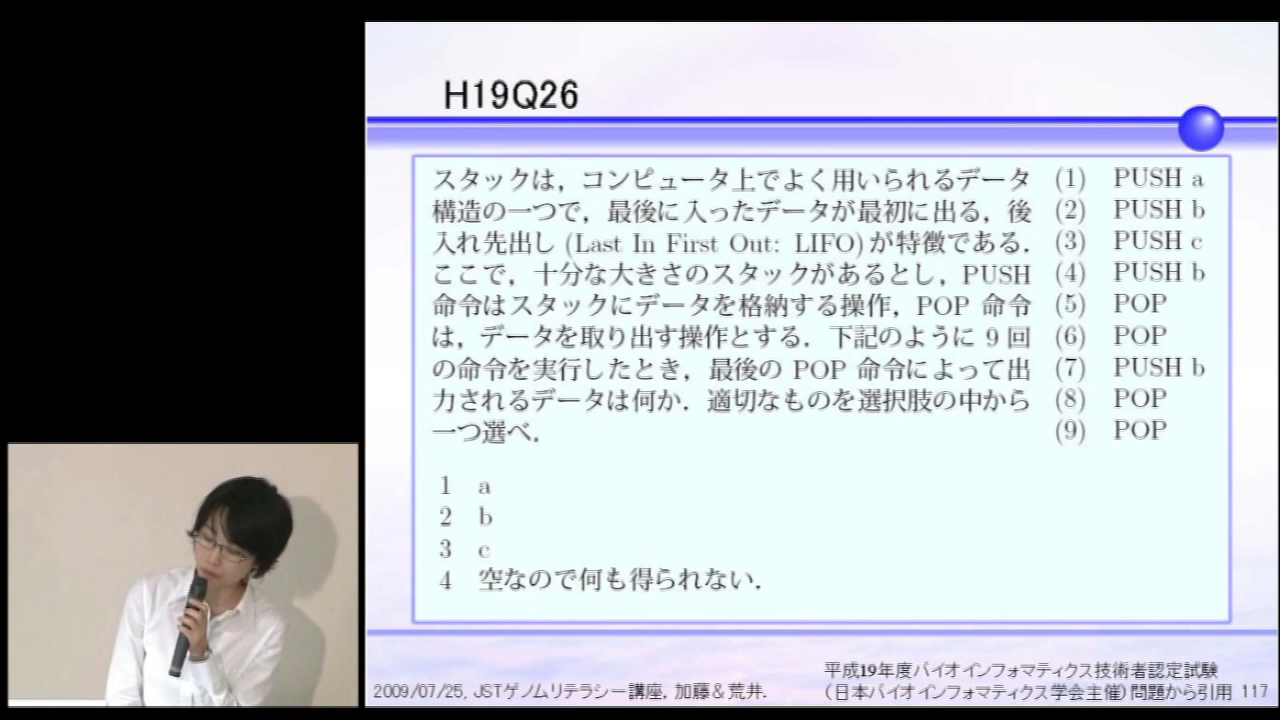 H19Q26
スタックは，コンピュータ上でよく用いられるデータ
構造の一つで，最後に入ったデータが最初に出る，後
入れ先出し (Last In First Out: LIFO) が特徴である．
ここで，十分な大きさのスタックがあるとし，PUSH
命令はスタックにデータを格納する操作，POP 命令
は，データを取り出す操作とする．下記のように 9 回
の命令を実行したとき，最後の POP 命令によって出
力されるデータは何か．適切なものを選択肢の中から
一つ選べ．
(1) PUSH a
(2) PUSH b
(3) PUSH c
(4) PUSH b
(5) POP
(6) POP
(7) PUSH b
(8) POP
(9) POP
1 a
2 b
3 c
4 空なので何も得られない．
2009/07/25, JSTゲノムリテラシー講座, 加藤＆荒井.
平成19年度バイオインフォマティクス技術者認定試験
（日本バイオインフォマティクス学会主催）問題から引用 117